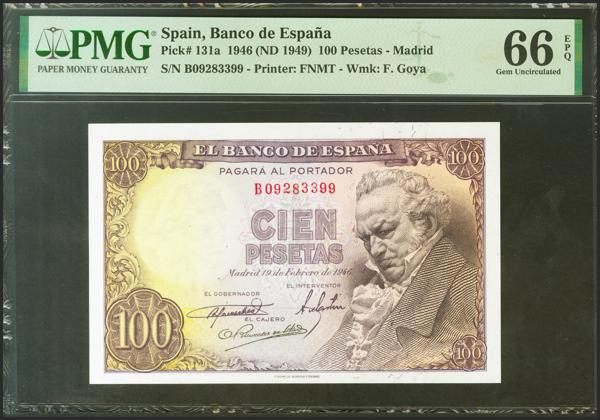 PMG
PAPER MONEY GUARANTY
Spain, Banco de España
Pick# 131a 1946 (ND 1949) 100 Pesetas - Madrid
S/N B09283399 - Printer: FNMT - Wmk: F. Goya
66 EPQ
Gem Uncirculated
EL BANCO DE ESPAÑA
100
100
PAGARÁ AL PORTADOR
B09283399
CIEN
PESETAS
Madrid 19 de Febrero de 1946
EL GOBERNADOR
EL INTERVENTOR
EL CAJERO
100
100